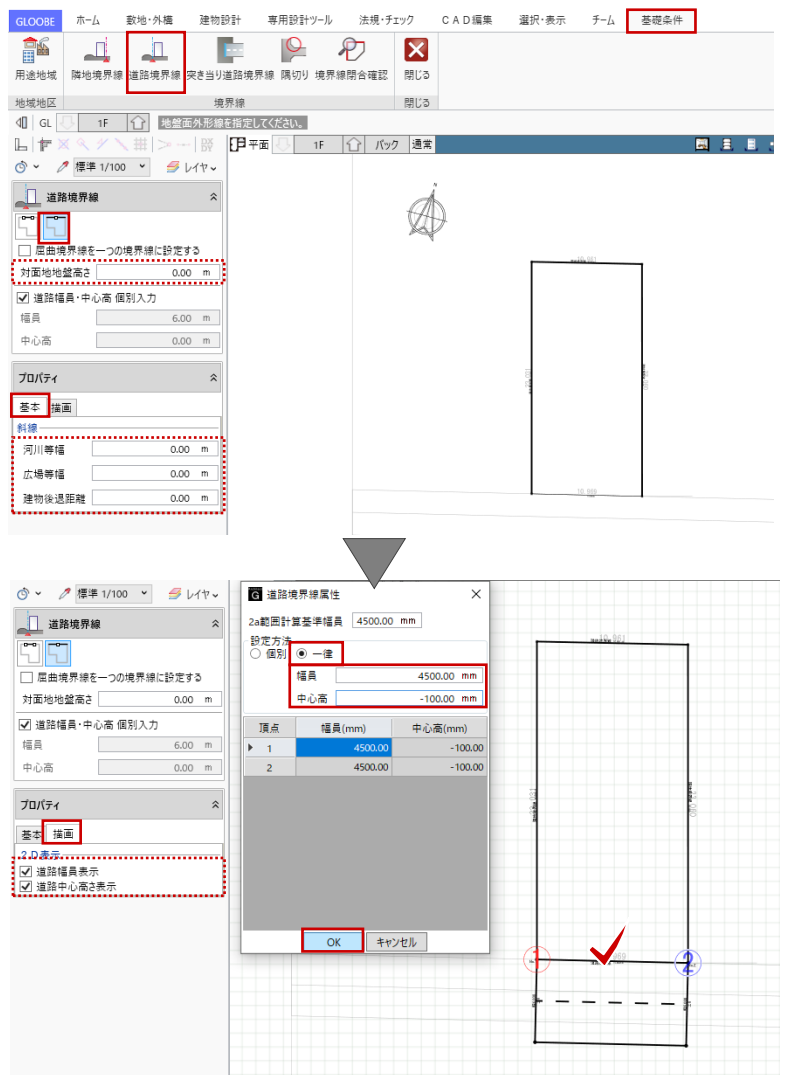 GLOOBE ホーム 敷地・外構 建物設計 専用設計ツール 法規・チェック CAD編集 選択・表示 チーム 基礎条件
用途地域 隣地境界線 道路境界線 突き当り道路境界線 隅切り 境界線閉合確認 閉じる
地域地区 境界線 閉じる
GL 1F 地盤面外形線を指定してください。
平面 1F パック 通常
標準 1/100 レイヤ
道路境界線
N
屈曲境界線を一つの境界線に設定する
対面地地盤高さ 0.00 m
道路幅員・中心高 個別入力
幅員 6.00 m
中心高 0.00 m
プロパティ
基本 描画
斜線
河川等幅 0.00 m
広場等幅 0.00 m
建物後退距離 0.00 m
標準 1/100 レイヤ
道路境界線
屈曲境界線を一つの境界線に設定する
対面地地盤高さ 0.00 m
道路幅員・中心高 個別入力
幅員 6.00 m
中心高 0.00 m
プロパティ
基本 描画
2D表示
道路幅員表示
道路中心高さ表示
G 道路境界線属性
2a範囲計算基準幅員 4500.00 mm
設定方法
個別 一律
幅員 4500.00 mm
中心高 -100.00 mm
頂点 幅員(mm) 中心高(mm)
1 4500.00 -100.00
2 4500.00 -100.00
OK キャンセル
1 2